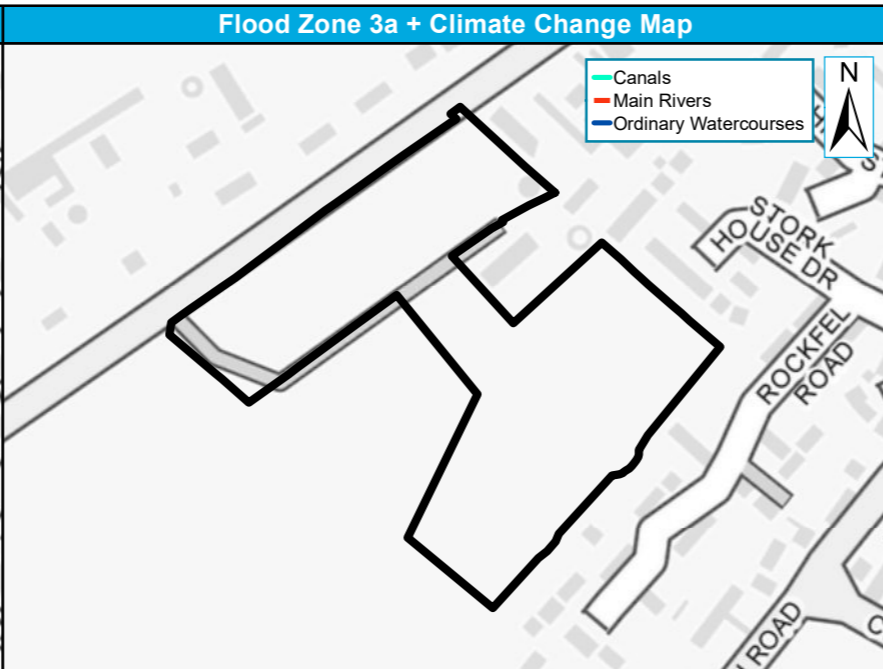 Flood Zone 3a + Climate Change Map
Canals
Main Rivers
Ordinary Watercourses
N
STORK
HOUSE DR
ROCKFEL
ROAD
ROAD